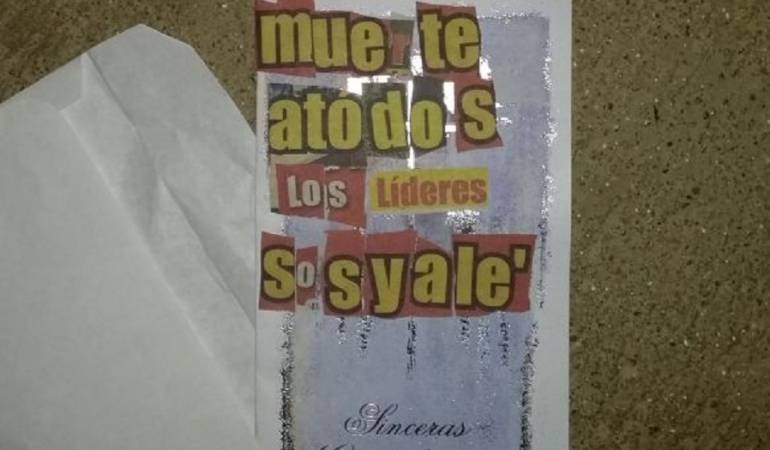 muerte
atodoS
Los Líderes
Sosyale'
Sinceras